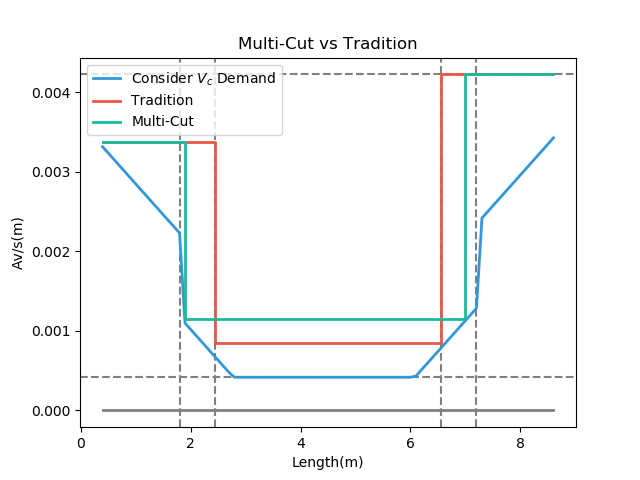 Multi-Cut vs Tradition
Consider V_c Demand
Tradition
Multi-Cut
Av/s(m)
0.004
0.003
0.002
0.001
0.000
0 2 4 6 8
Length(m)